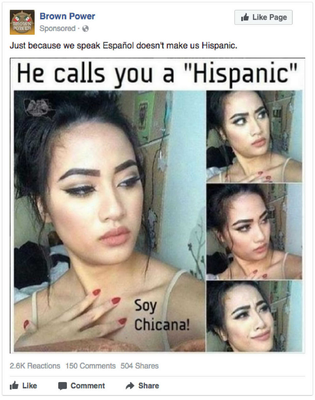 Brown Power
Like Page
Sponsored ·
Just because we speak Español doesn't make us Hispanic.
He calls you a "Hispanic"
Soy
Chicana!
2.6K Reactions 150 Comments 504 Shares
Like Comment Share